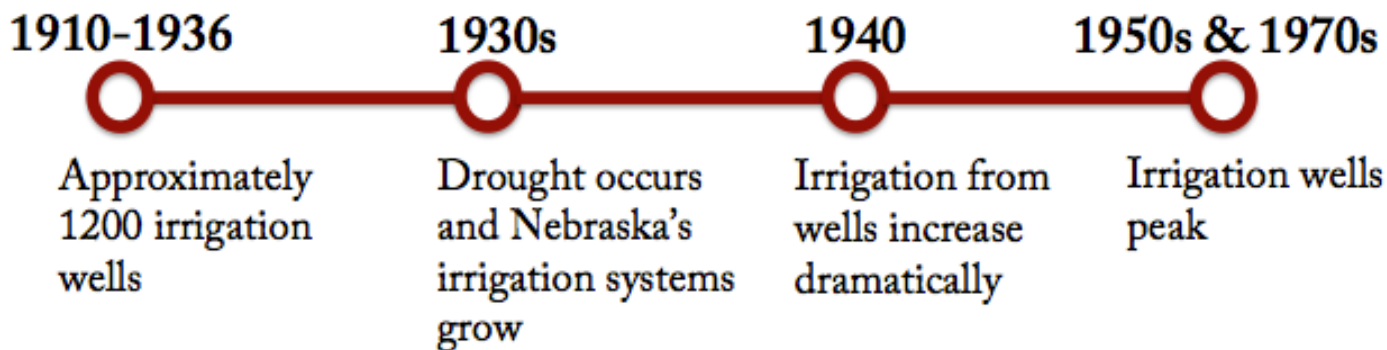 1910-1936
Approximately
1200 irrigation
wells
1930s
Drought occurs
and Nebraska’s
irrigation systems
grow
1940
Irrigation from
wells increase
dramatically
1950s & 1970s
Irrigation wells
peak